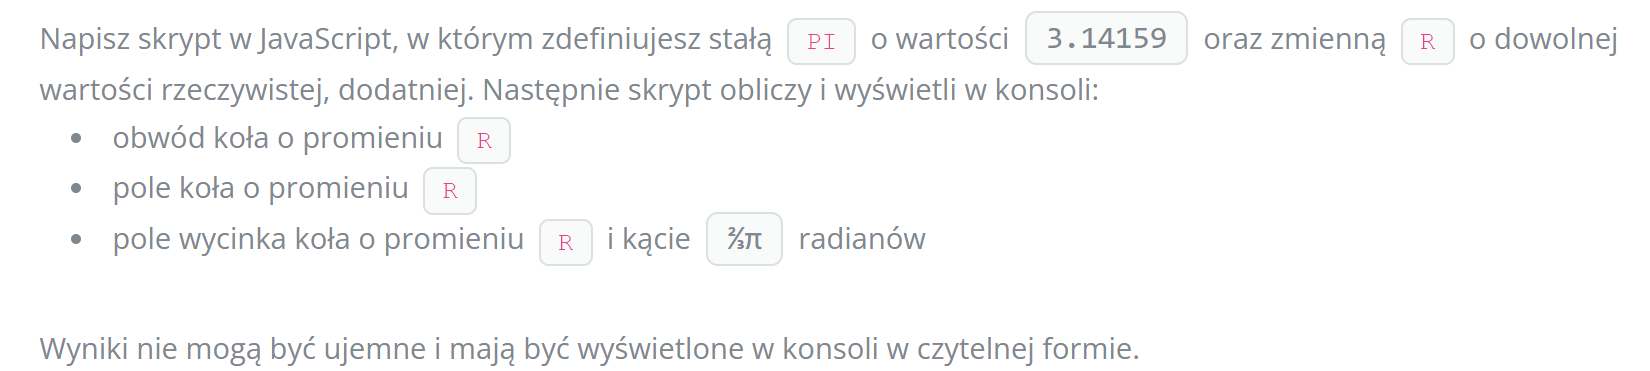 Napisz skrypt w JavaScript, w którym zdefiniujesz stałą PI o wartości 3.14159 oraz zmienną R o dowolnej
wartości rzeczywistej, dodatniej. Następnie skrypt obliczy i wyświetli w konsoli:
• obwód koła o promieniu R
• pole koła o promieniu R
• pole wycinka koła o promieniu R i kącie ⅔π radianów
Wyniki nie mogą być ujemne i mają być wyświetlone w konsoli w czytelnej formie.